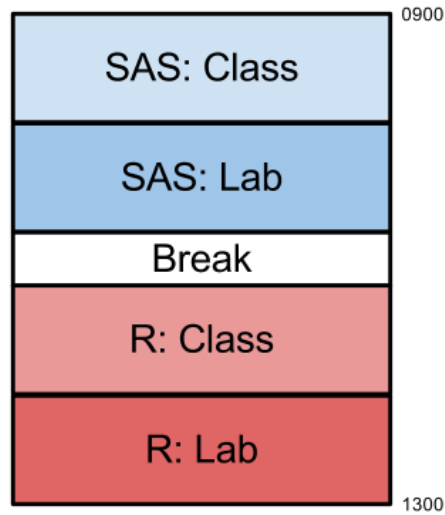 0900
SAS: Class
SAS: Lab
Break
R: Class
R: Lab
1300